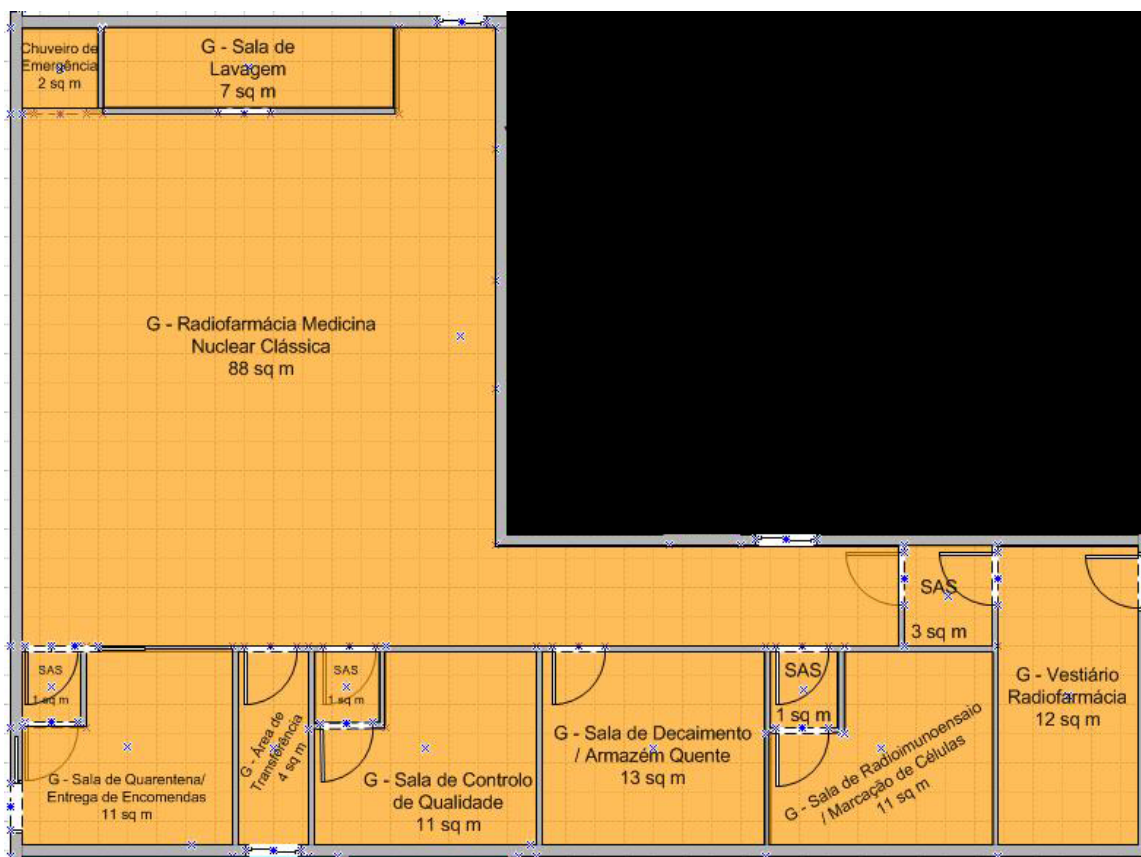 Chuveiro de
Emergência
2 sq m
G - Sala de
Lavagem
7 sq m
G - Radiofarmácia Medicina
Nuclear Clássica
88 sq m
SAS
3 sq m
SAS
1 sq m
G - Sala de Quarentena/
Entrega de Encomendas
11 sq m
G - Área de
Transferência
4 sq m
SAS
1 sq m
G - Sala de Controlo
de Qualidade
11 sq m
G - Sala de Decaimento
/ Armazém Quente
13 sq m
SAS
1 sq m
G - Sala de Radioimunoensaio
/ Marcação de Células
11 sq m
G - Vestiário
Radiofarmácia
12 sq m